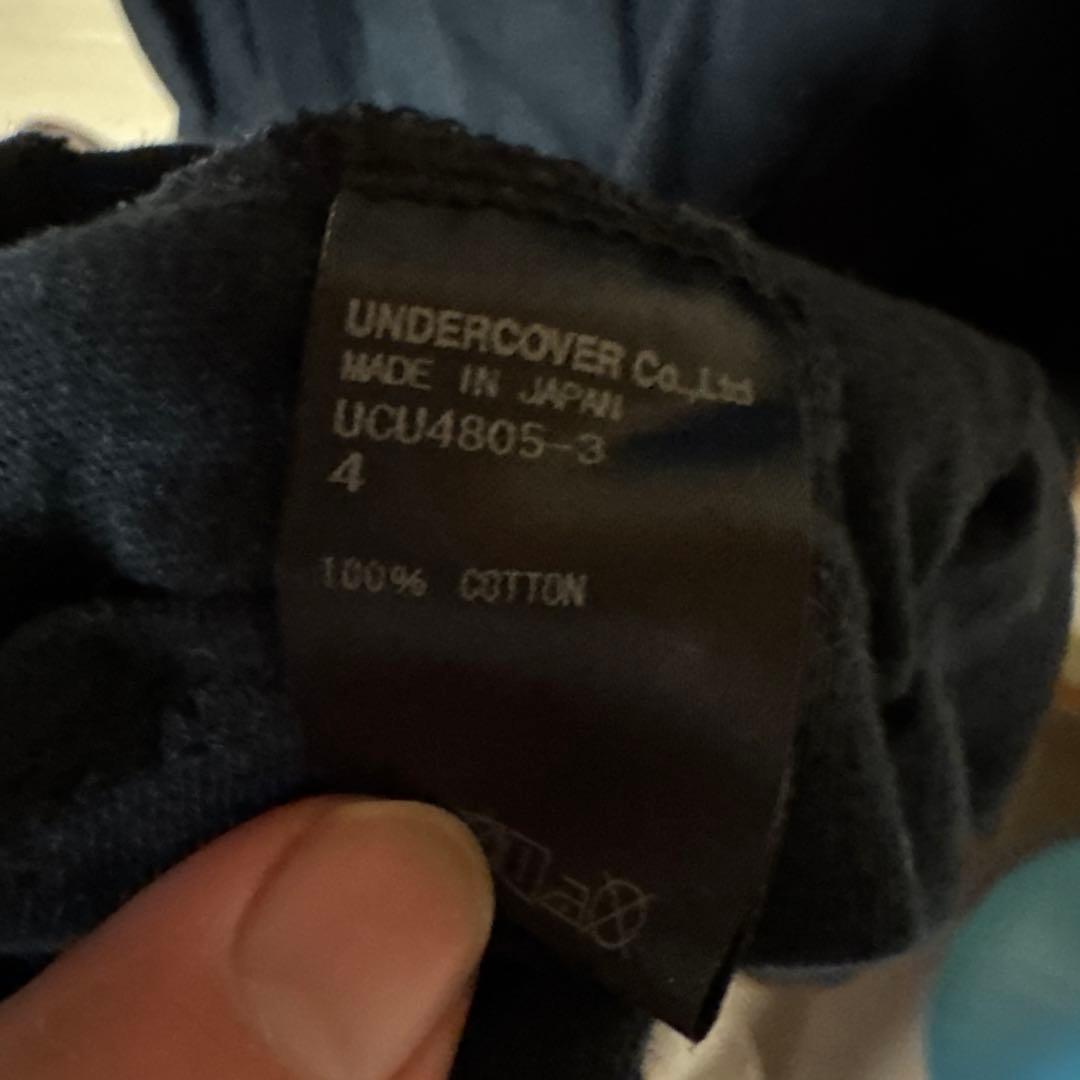 UNDERCOVER Co.,Ltd
MADE IN JAPAN
UCU4805-3
4
100% COTTON